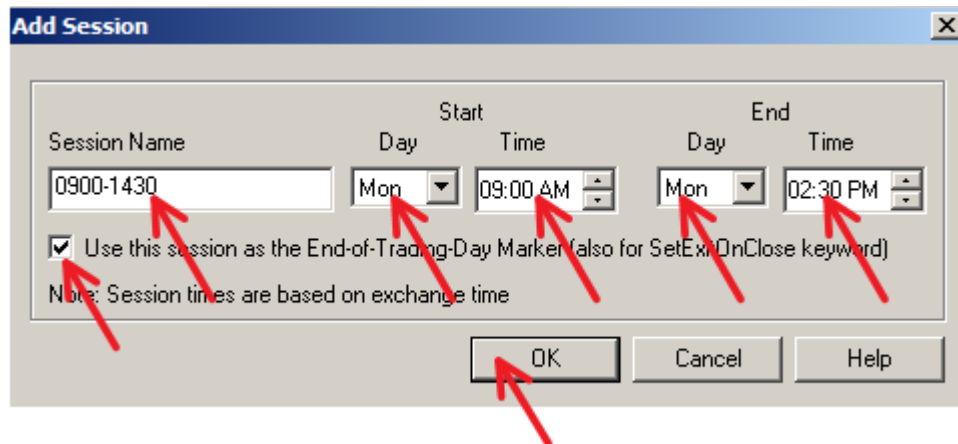 Add Session
Start End
Session Name Day Time Day Time
0900-1430 Mon 09:00 AM Mon 02:30 PM
Use this session as the End-of-Trading-Day Marker (also for SetExitOnClose keyword)
Note: Session times are based on exchange time
OK Cancel Help